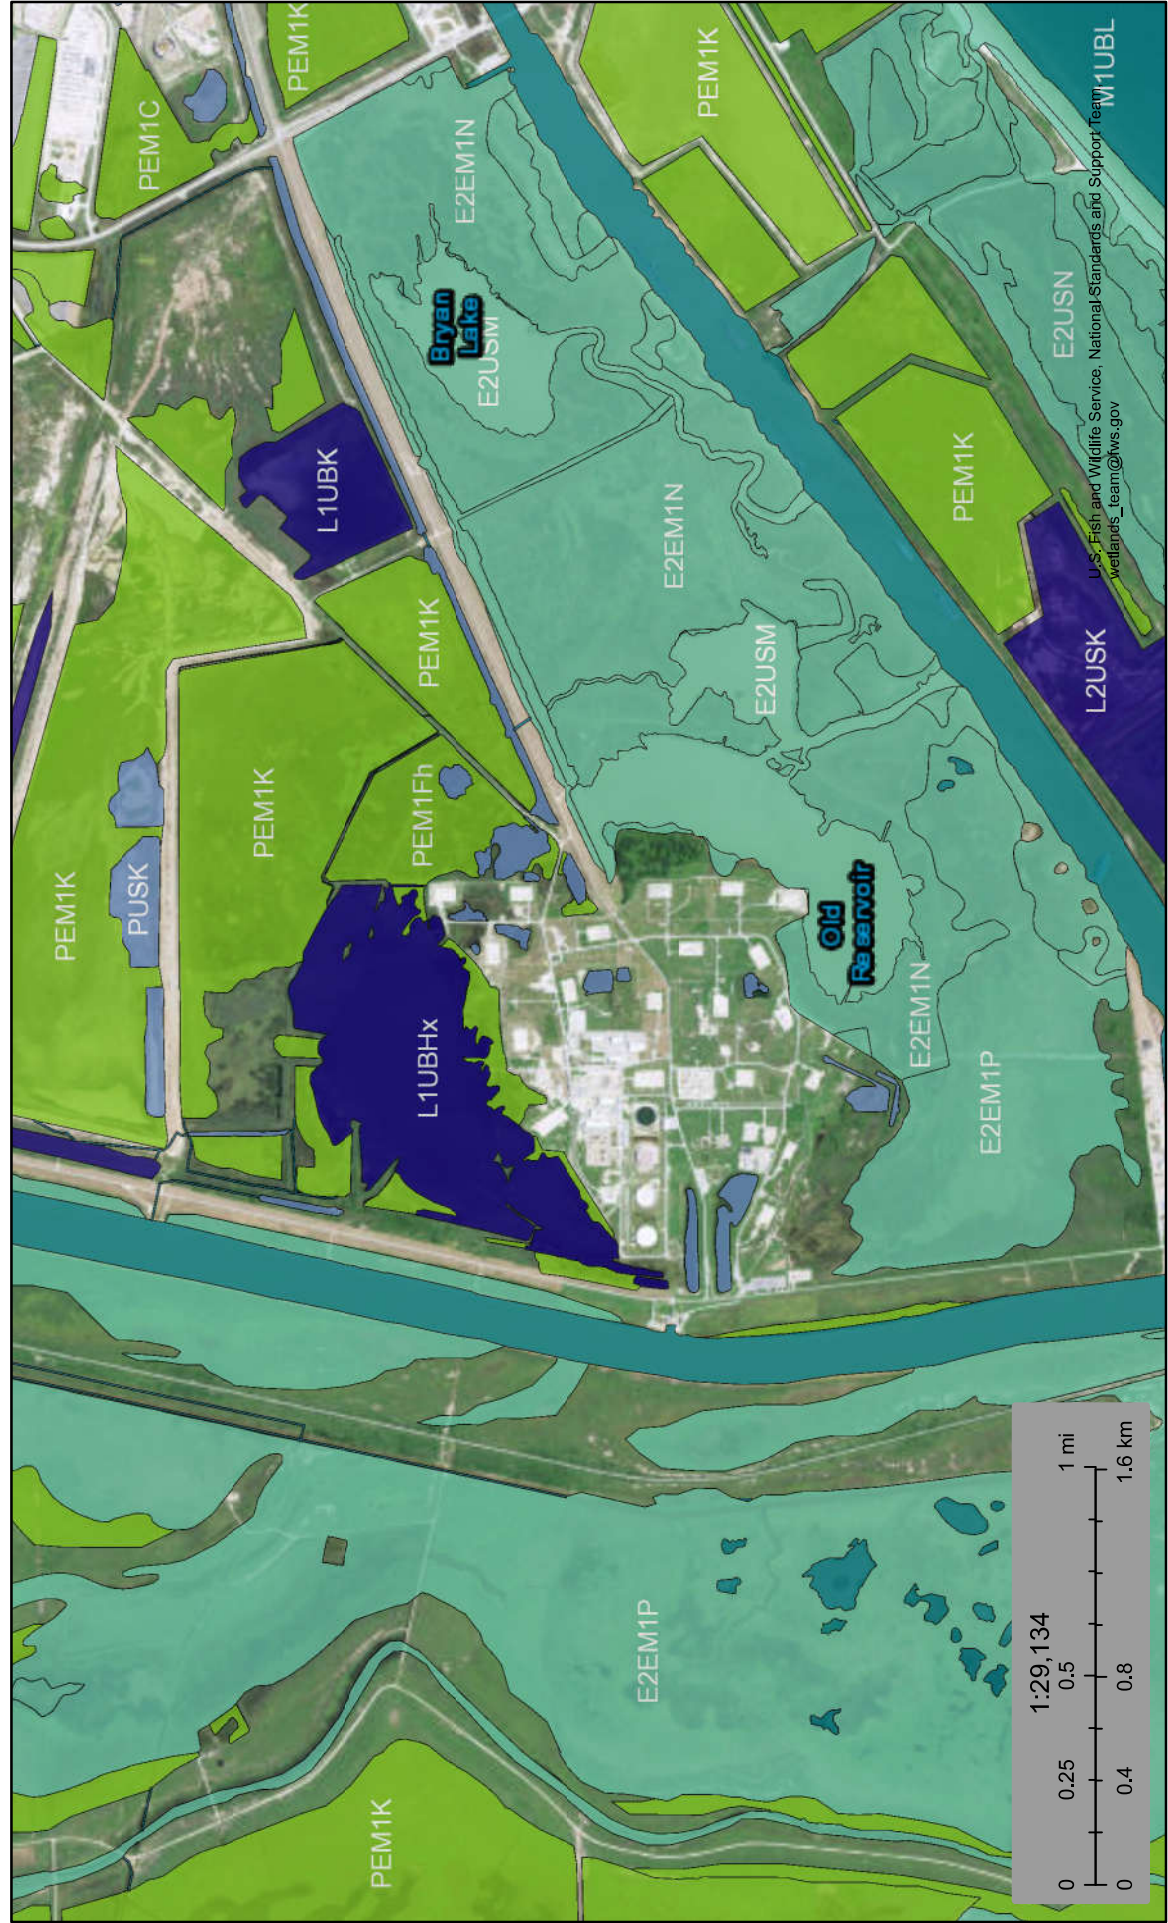 PEM1K
PUSK
PEM1C
PEM1K
PEM1K
L1UBK
PEM1K
L1UBHx
PEM1Fh
PEM1K
Bryan
Lake
E2EM1N
E2USM
E2EM1P
E2EM1N
PEM1K
E2USM
Old
Reservoir
E2EM1N
PEM1K
E2EM1P
E2USN
L2USK
M1UBL
1:29,134
0 0.25 0.5 1 mi
0 0.4 0.8 1.6 km
U.S. Fish and Wildlife Service, National Standards and Support Team,
wetlands_team@fws.gov